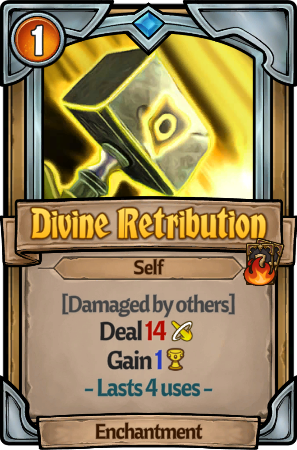 1
Divine Retribution
Self
[Damaged by others]
Deal 14
Gain 1
- Lasts 4 uses -
Enchantment